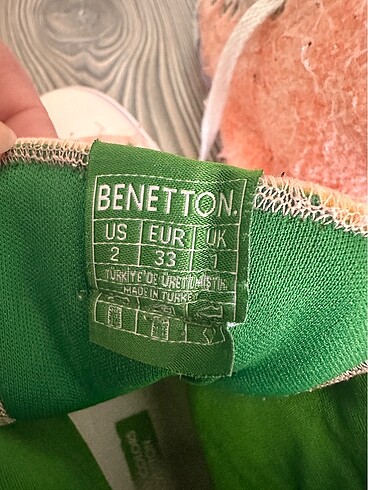 BENETTON.
US EUR UK
2 33 1
TÜRKİYE'DE ÜRETİLMİŞTİR.
MADE IN TURKEY